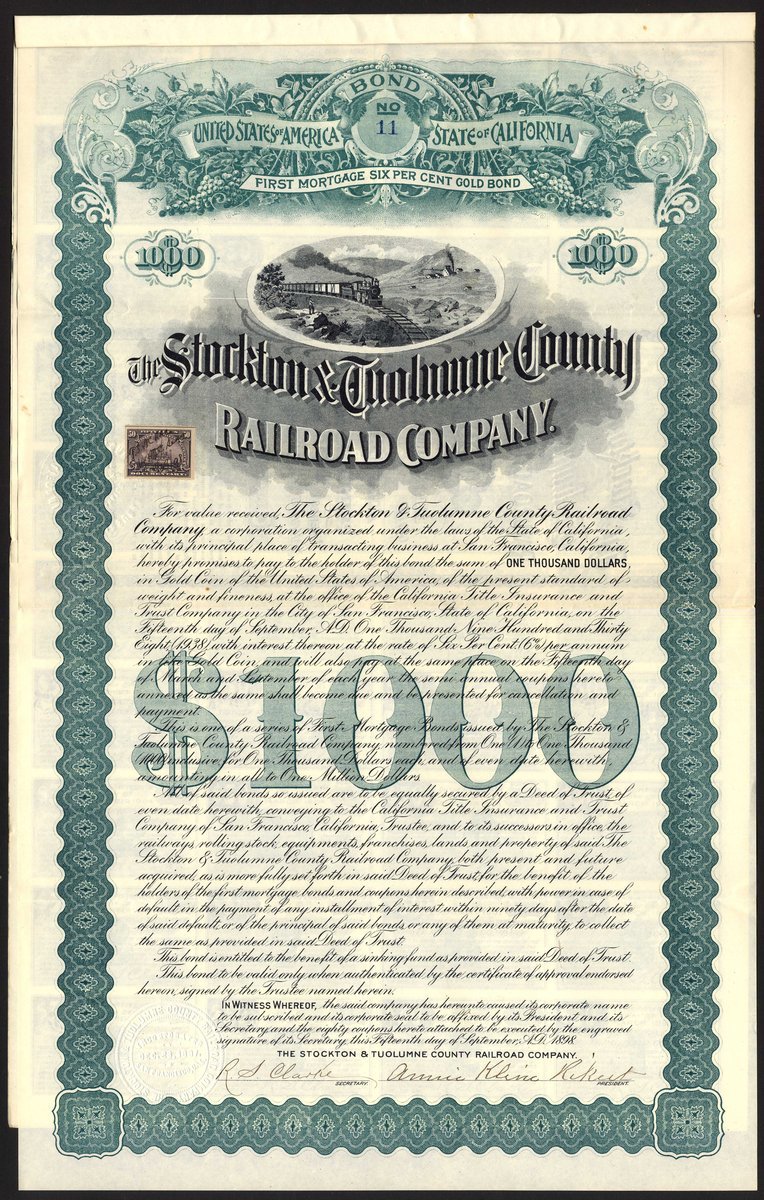 BOND
NO
11
UNITED STATES OF AMERICA STATE OF CALIFORNIA
FIRST MORTGAGE SIX PER CENT GOLD BOND
1000 1000
The Stockton & Tuolumne County
RAILROAD COMPANY.
50 50
DOCUMENTARY
For value received, The Stockton & Tuolumne County Railroad
Company, a corporation organized under the laws of the State of California,
with its principal place of transacting business at San Francisco, California,
hereby promises to pay to the holder of this bond the sum of ONE THOUSAND DOLLARS,
in Gold Coin of the United States of America, of the present standard of
weight and fineness, at the office of the California Title Insurance and
Trust Company in the City of San Francisco, State of California, on the
Fifteenth day of September, A.D. One Thousand Nine Hundred and Thirty
Eight, (1938) with interest thereon at the rate of Six Per Cent. (6%) per annum
in like Gold Coin, and will also pay at the same place on the Fifteenth day
of March and September of each year the semi annual coupons hereto
annexed as the same shall become due and be presented for cancellation and
payment.
This is one of a series of First Mortgage Bonds issued by The Stockton &
Tuolumne County Railroad Company, numbered from One (1) to One Thousand
(1000) inclusive, for One Thousand Dollars each, and of even date herewith,
amounting in all to One Million Dollars.
$1000
All of said bonds so issued are to be equally secured by a Deed of Trust, of
even date herewith, conveying to the California Title Insurance and Trust
Company of San Francisco, California, Trustee, and to its successors in office, the
railways, rolling stock, equipments, franchises, lands and property of said The
Stockton & Tuolumne County Railroad Company, both present and future
acquired, as is more fully set forth in said Deed of Trust for the benefit of the
holders of the first mortgage, bonds and coupons herein described, with power in case of
default in the payment of any installment of interest within ninety days after the date
of said default, or of the principal of said bonds, or any of them at maturity, to collect
the same as provided in said Deed of Trust.
This bond is entitled to the benefit of a sinking fund as provided in said Deed of Trust.
This bond to be valid only when authenticated by the certificate of approval endorsed
hereon, signed by the Trustee named herein.
IN WITNESS WHEREOF, the said company has hereunto caused its corporate name
to be subscribed and its corporate seal to be affixed by its President and its
Secretary, and the eighty coupons hereto attached to be executed by the engraved
signature of its Secretary, this Fifteenth day of September, A.D. 1898.
THE STOCKTON & TUOLUMNE COUNTY RAILROAD COMPANY.
R S Clarke Annie Kline Rikert
SECRETARY. PRESIDENT.